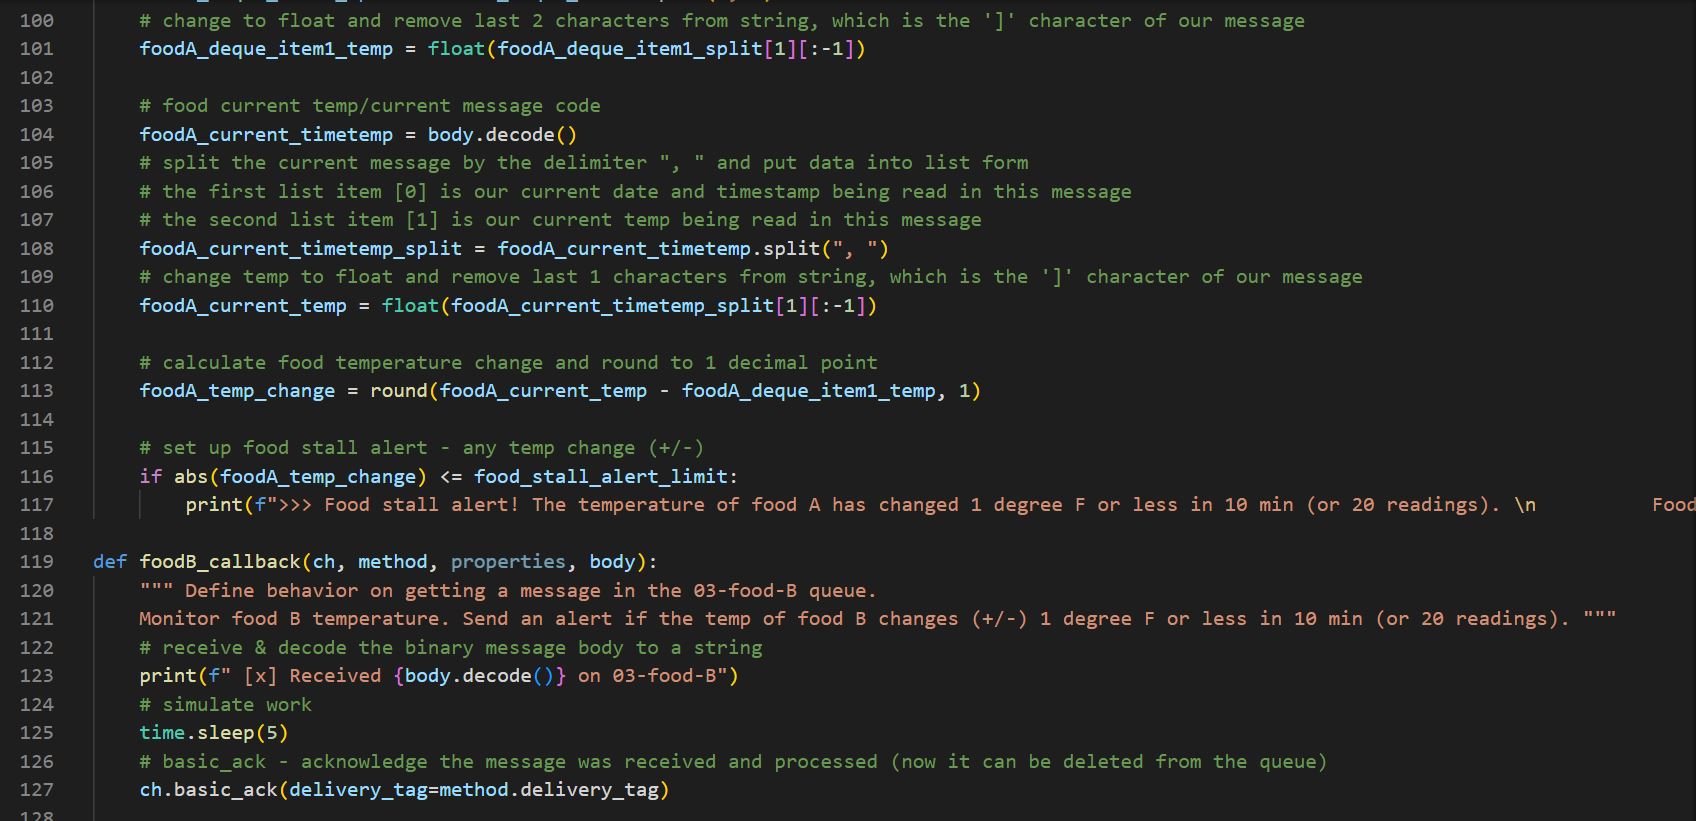 100 # change to float and remove last 2 characters from string, which is the ']' character of our message
101 foodA_deque_item1_temp = float(foodA_deque_item1_split[1][:-1])
102
103 # food current temp/current message code
104 foodA_current_timetemp = body.decode()
105 # split the current message by the delimiter ", " and put data into list form
106 # the first list item [0] is our current date and timestamp being read in this message
107 # the second list item [1] is our current temp being read in this message
108 foodA_current_timetemp_split = foodA_current_timetemp.split(", ")
109 # change temp to float and remove last 1 characters from string, which is the ']' character of our message
110 foodA_current_temp = float(foodA_current_timetemp_split[1][:-1])
111
112 # calculate food temperature change and round to 1 decimal point
113 foodA_temp_change = round(foodA_current_temp - foodA_deque_item1_temp, 1)
114
115 # set up food stall alert - any temp change (+/-)
116 if abs(foodA_temp_change) <= food_stall_alert_limit:
117 print(f">>> Food stall alert! The temperature of food A has changed 1 degree F or less in 10 min (or 20 readings). \n          Food
118
119 def foodB_callback(ch, method, properties, body):
120 """ Define behavior on getting a message in the 03-food-B queue.
121 Monitor food B temperature. Send an alert if the temp of food B changes (+/-) 1 degree F or less in 10 min (or 20 readings). """
122 # receive & decode the binary message body to a string
123 print(f" [x] Received {body.decode()} on 03-food-B")
124 # simulate work
125 time.sleep(5)
126 # basic_ack - acknowledge the message was received and processed (now it can be deleted from the queue)
127 ch.basic_ack(delivery_tag=method.delivery_tag)
128